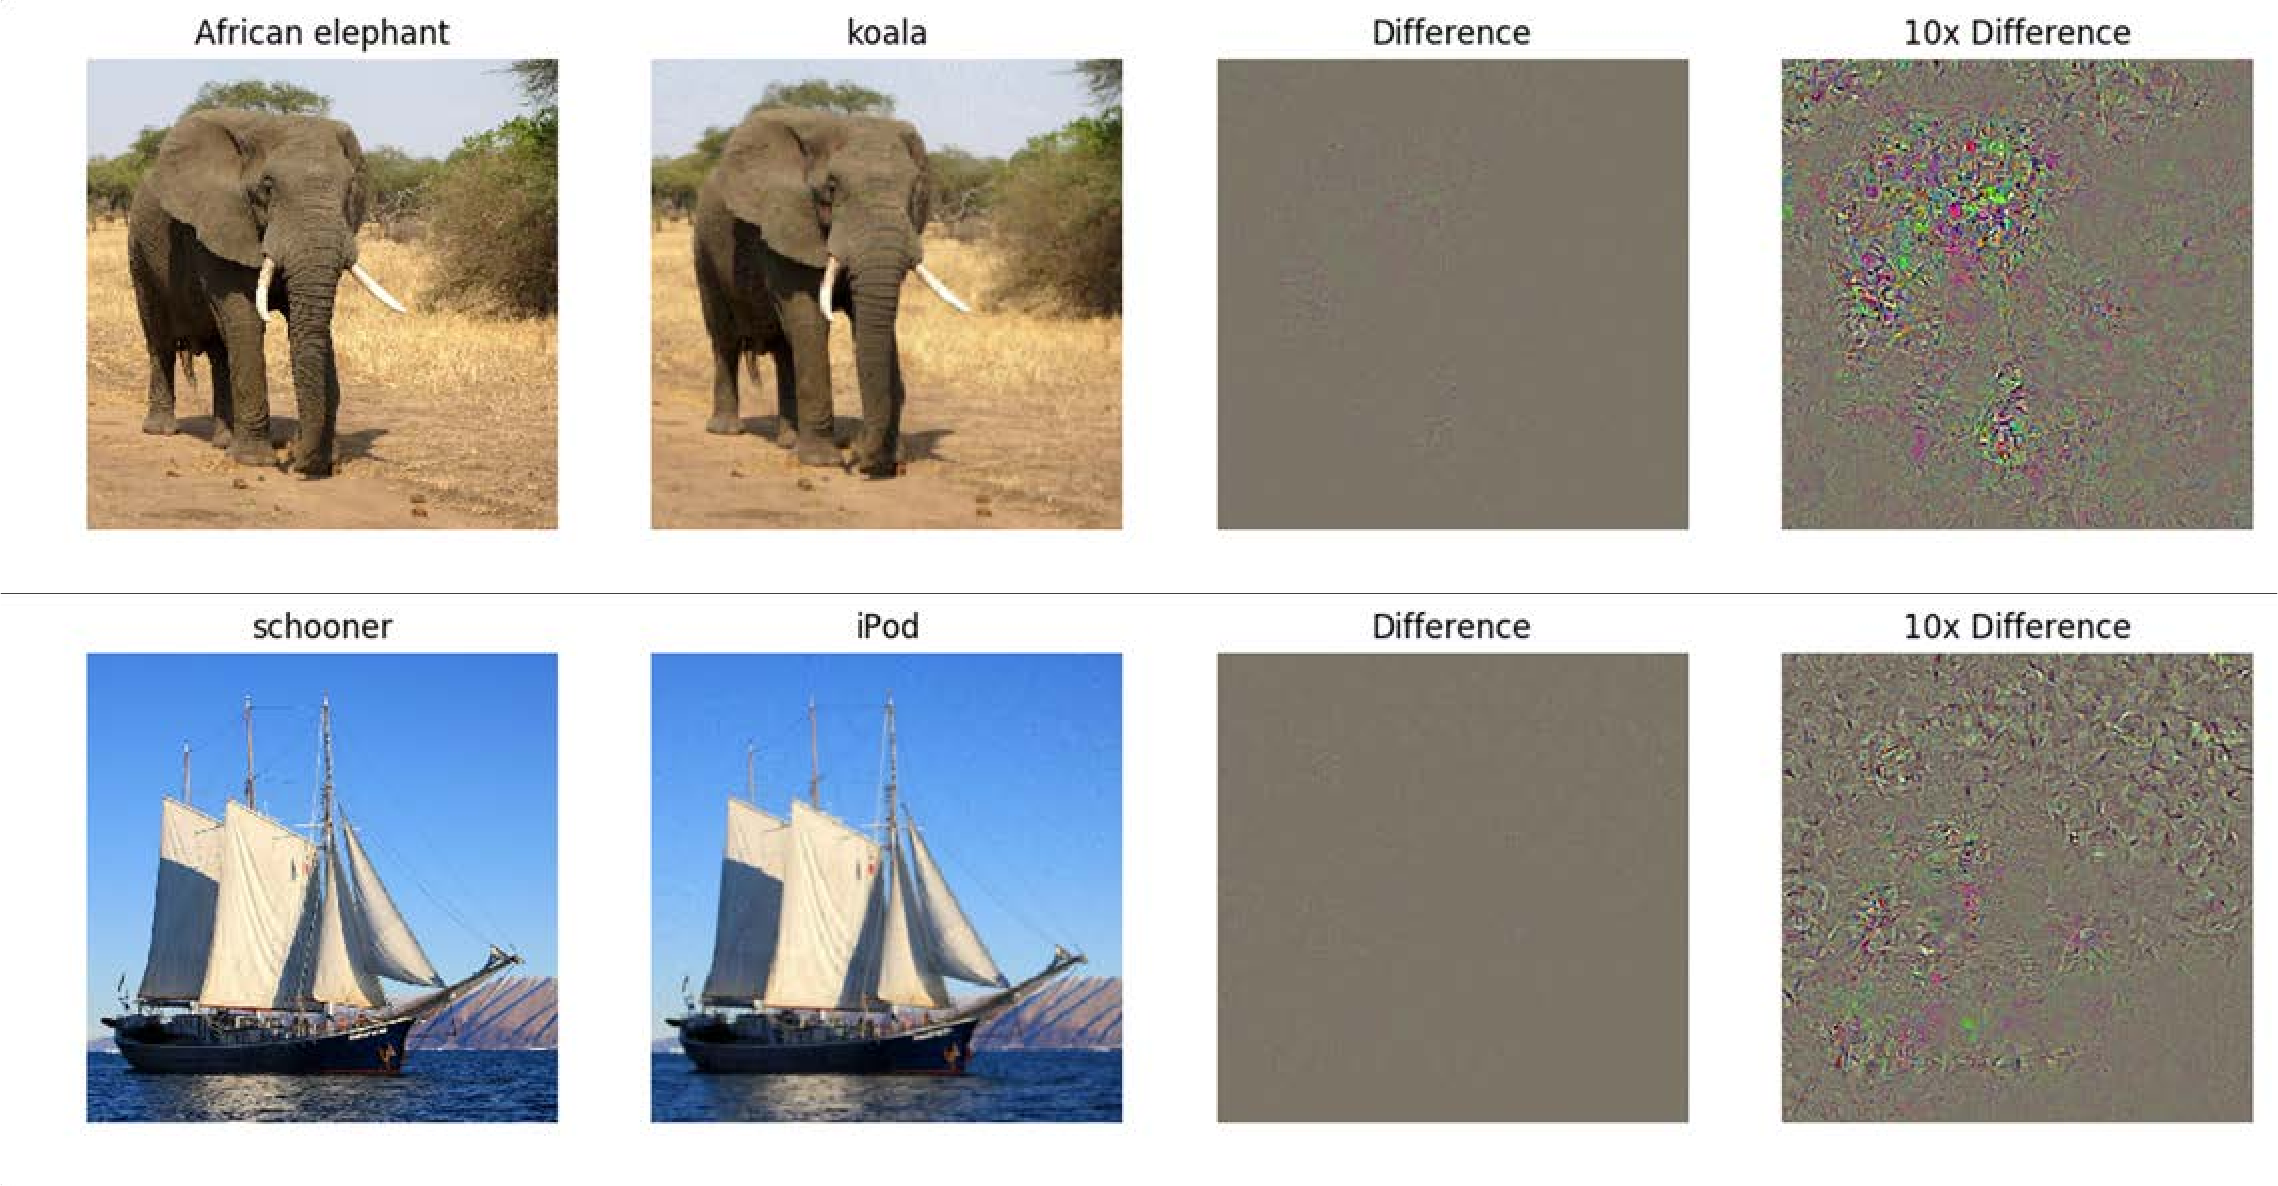 African elephant
koala
Difference
10x Difference
schooner
iPod
Difference
10x Difference